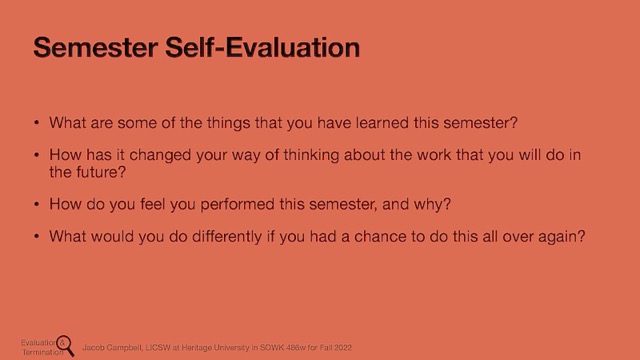 Semester Self-Evaluation
• What are some of the things that you have learned this semester?
• How has it changed your way of thinking about the work that you will do in
the future?
• How do you feel you performed this semester, and why?
• What would you do differently if you had a chance to do this all over again?
Evaluation &
Termination
Jacob Campbell, LICSW at Heritage University in SOWK 486w for Fall 2022